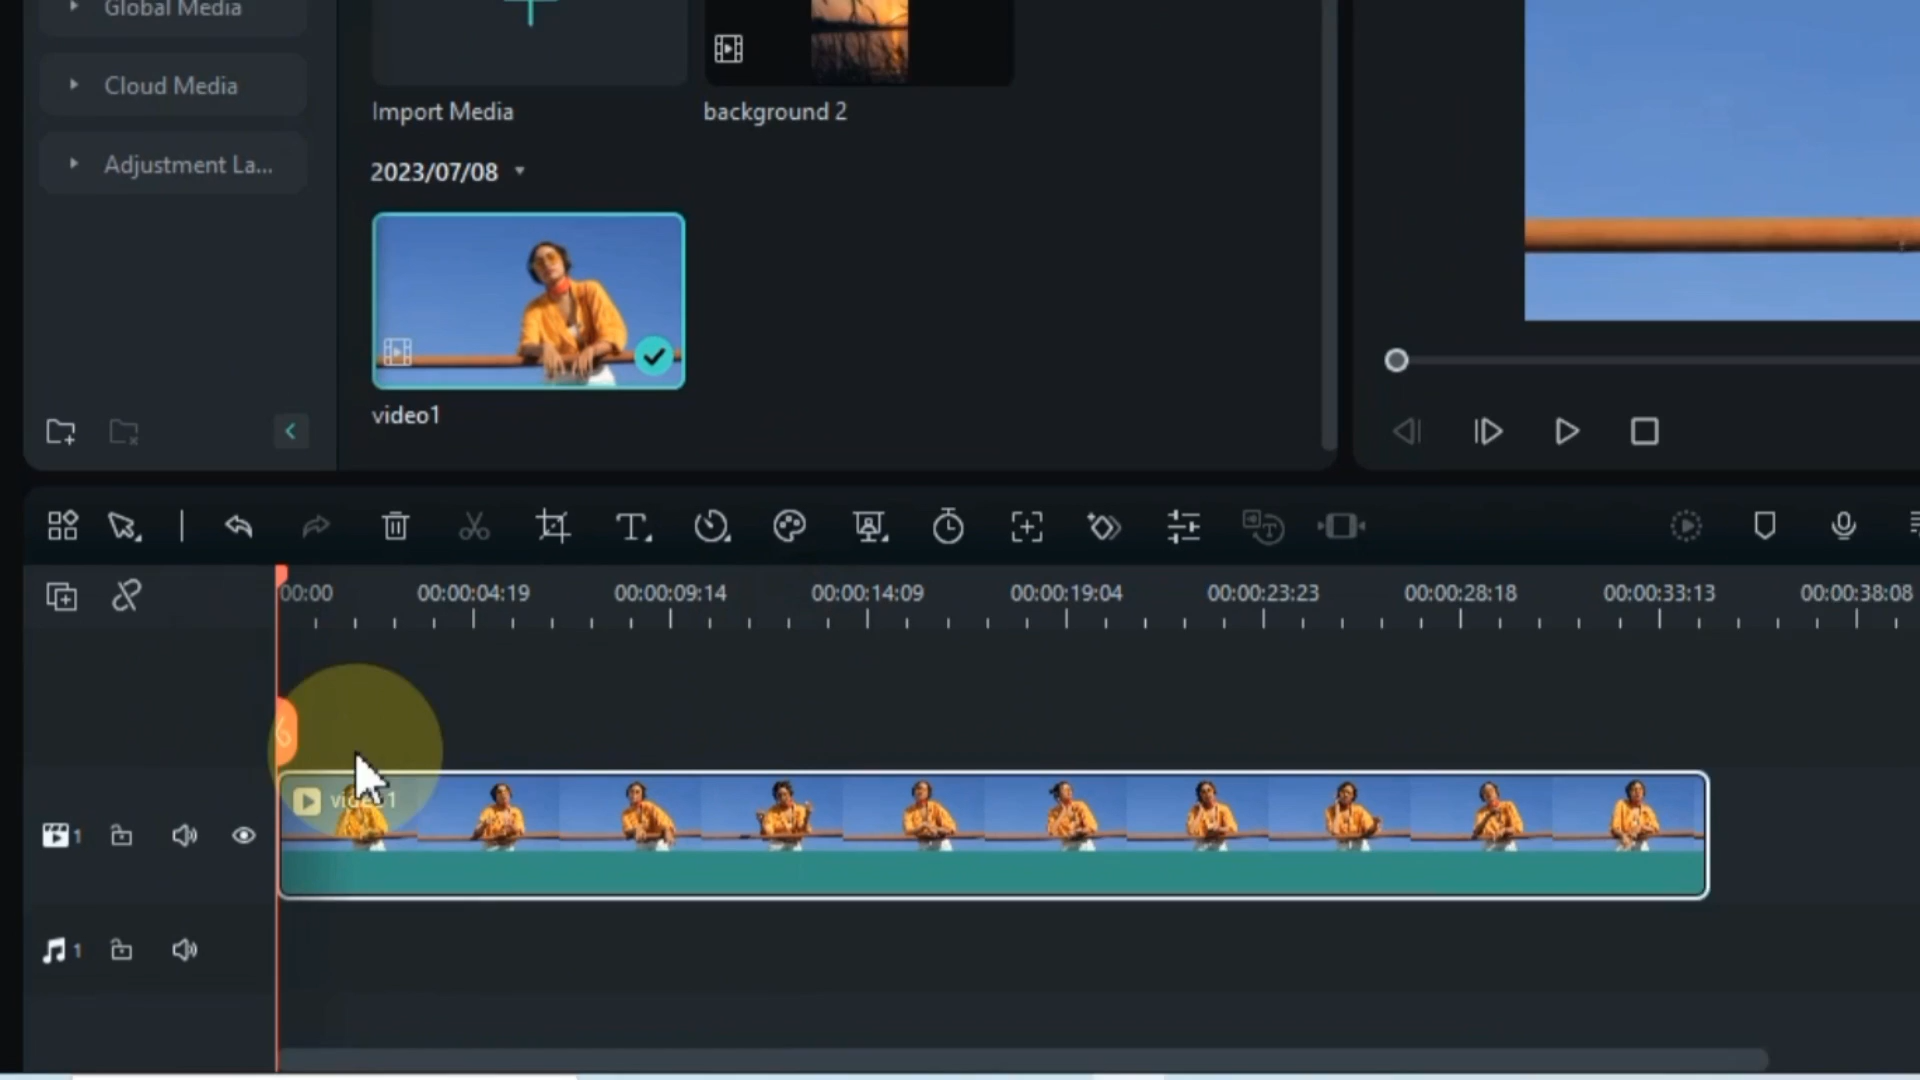 Global Media
Cloud Media
Adjustment La...
Import Media
background 2
2023/07/08
video1
00:00
00:00:04:19
00:00:09:14
00:00:14:09
00:00:19:04
00:00:23:23
00:00:28:18
00:00:33:13
00:00:38:08
video1
1
1